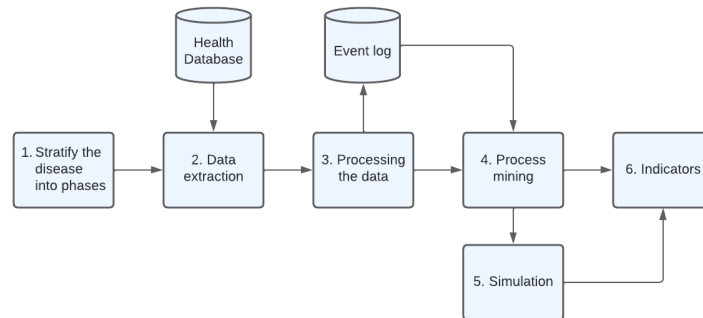 Health
Database
Event log
1. Stratify the
disease
into phases
2. Data
extraction
3. Processing
the data
4. Process
mining
6. Indicators
5. Simulation